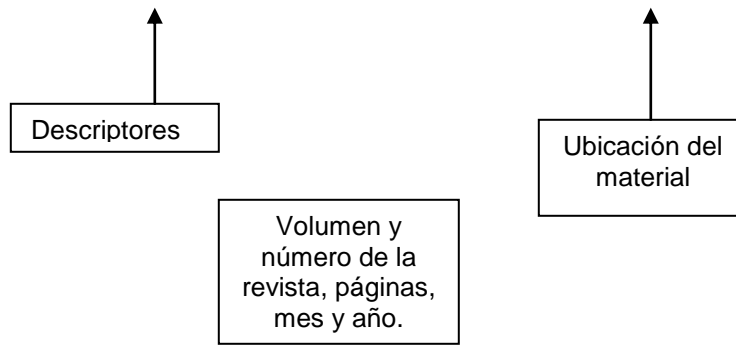 Descriptores
Ubicación del
material
Volumen y
número de la
revista, páginas,
mes y año.